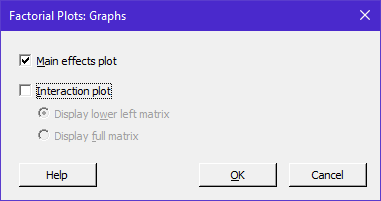 Factorial Plots: Graphs
Main effects plot
Interaction plot
Display lower left matrix
Display full matrix
Help
OK
Cancel